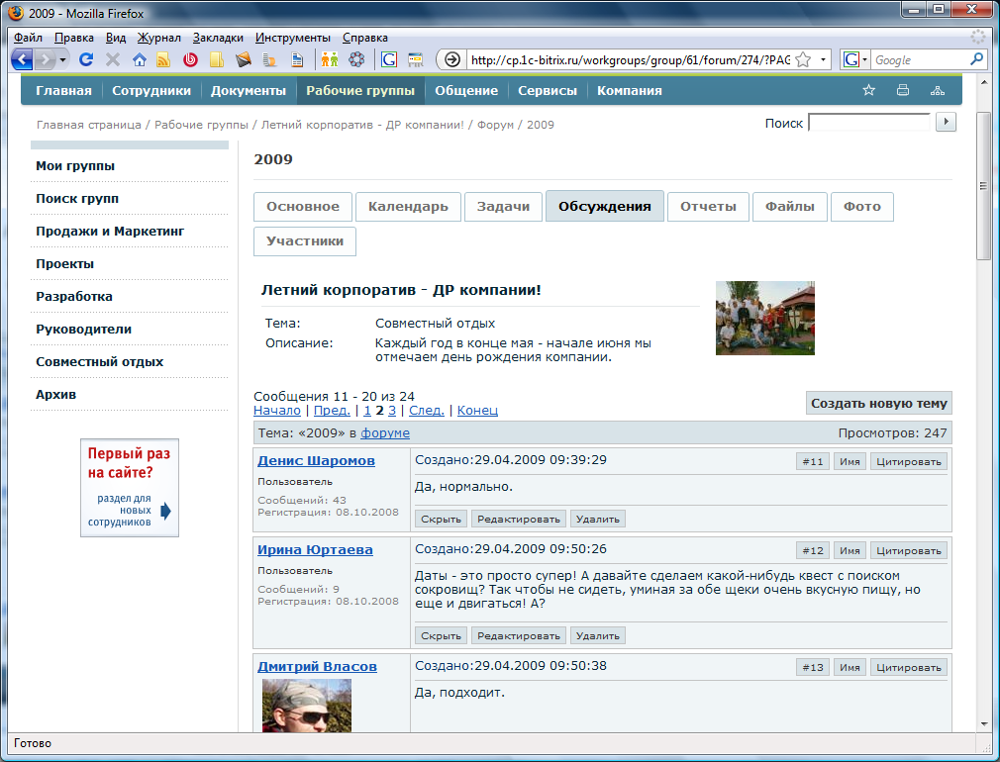 2009 - Mozilla Firefox
Файл Правка Вид Журнал Закладки Инструменты Справка
http://cp.1c-bitrix.ru/workgroups/group/61/forum/274/?PAG
G Google
Главная Сотрудники Документы Рабочие группы Общение Сервисы Компания
Главная страница / Рабочие группы / Летний корпоратив - ДР компании! / Форум / 2009
Поиск
Мои группы
Поиск групп
Продажи и Маркетинг
Проекты
Разработка
Руководители
Совместный отдых
Архив
Первый раз
на сайте?
раздел для
новых
сотрудников
2009
Основное Календарь Задачи Обсуждения Отчеты Файлы Фото
Участники
Летний корпоратив - ДР компании!
Тема: Совместный отдых
Описание: Каждый год в конце мая - начале июня мы
отмечаем день рождения компании.
Сообщения 11 - 20 из 24
Начало | Пред. | 1 2 3 | След. | Конец
Создать новую тему
Тема: «2009» в форуме Просмотров: 247
Денис Шаромов
Пользователь
Сообщений: 43
Регистрация: 08.10.2008
Создано:29.04.2009 09:39:29 #11 Имя Цитировать
Да, нормально.
Скрыть Редактировать Удалить
Ирина Юртаева
Пользователь
Сообщений: 9
Регистрация: 08.10.2008
Создано:29.04.2009 09:50:26 #12 Имя Цитировать
Даты - это просто супер! А давайте сделаем какой-нибудь квест с поиском
сокровищ? Так чтобы не сидеть, уминая за обе щеки очень вкусную пищу, но
еще и двигаться! А?
Скрыть Редактировать Удалить
Дмитрий Власов
Создано:29.04.2009 09:50:38 #13 Имя Цитировать
Да, подходит.
Готово